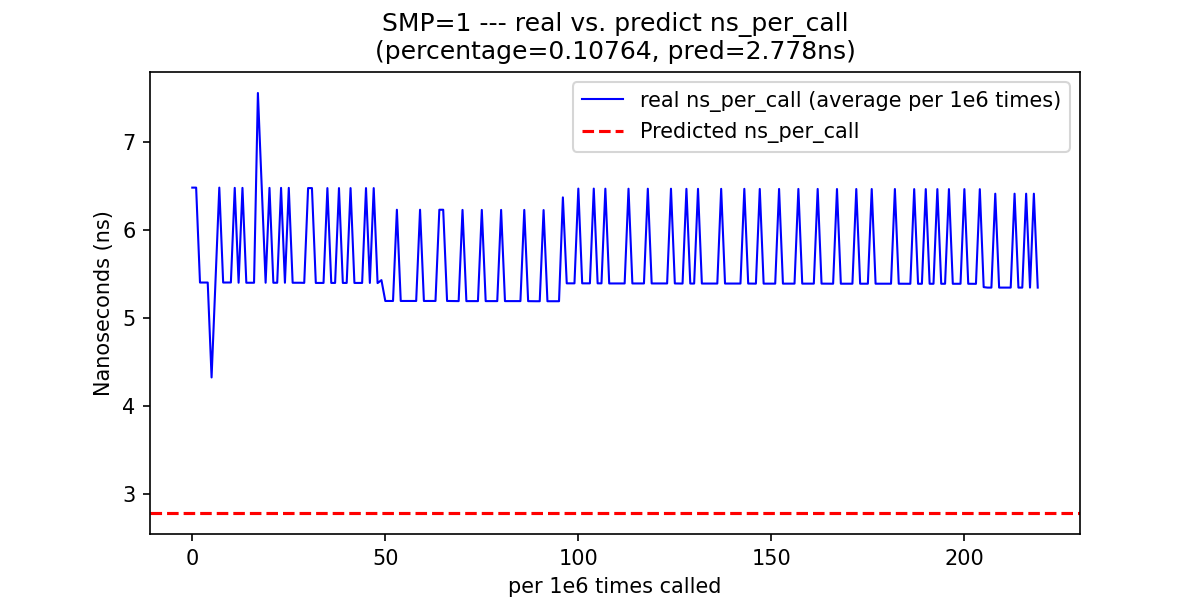 SMP=1 --- real vs. predict ns_per_call
(percentage=0.10764, pred=2.778ns)
real ns_per_call (average per 1e6 times)
Predicted ns_per_call
Nanoseconds (ns)
7
6
5
4
3
0 50 100 150 200
per 1e6 times called